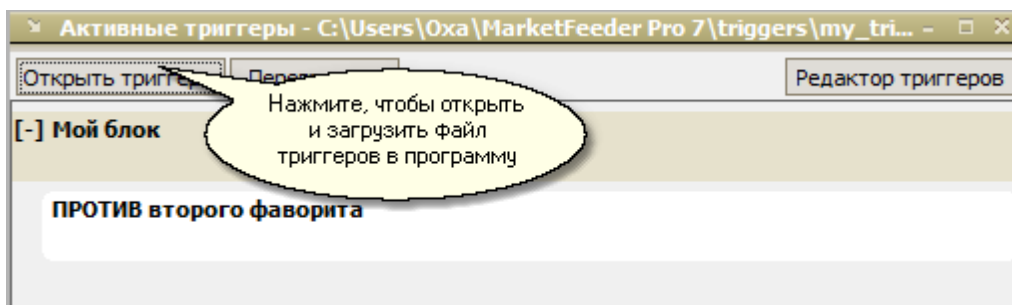 Активные триггеры - C:\Users\Oxa\MarketFeeder Pro 7\triggers\my_tri...
Открыть Редактор триггеров
Нажмите, чтобы открыть
и загрузить файл
триггеров в программу
[-] Мой блок
ПРОТИВ второго фаворита